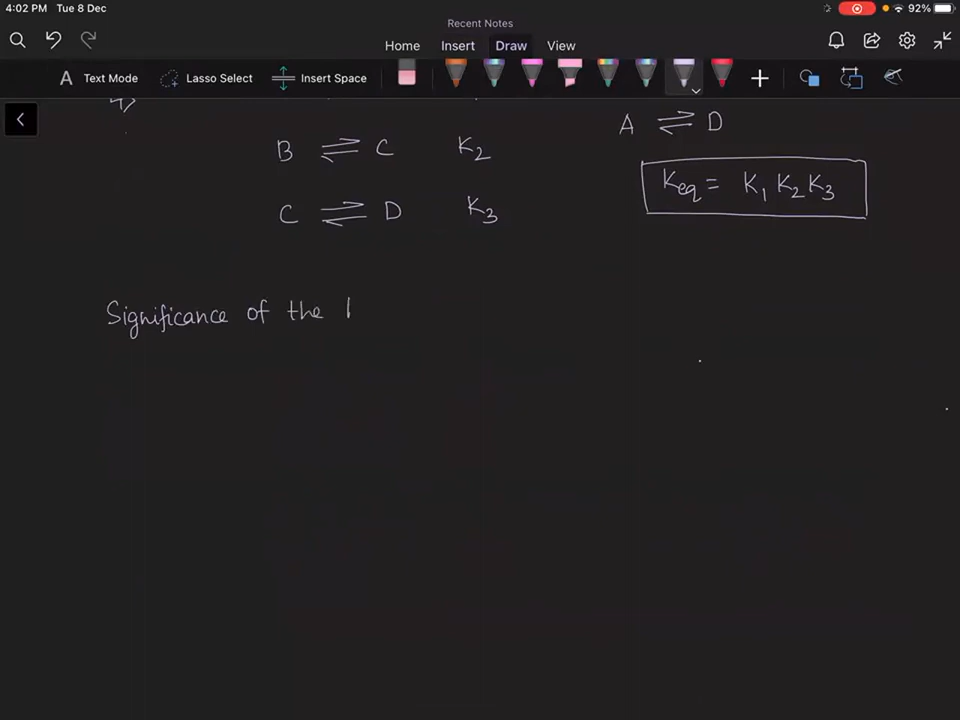 4:02 PM Tue 8 Dec
92%
Recent Notes
Home Insert Draw View
Text Mode Lasso Select Insert Space
4)
A ⇌ D
B ⇌ C K2
Keq = K1 K2 K3
C ⇌ D K3
Significance of the